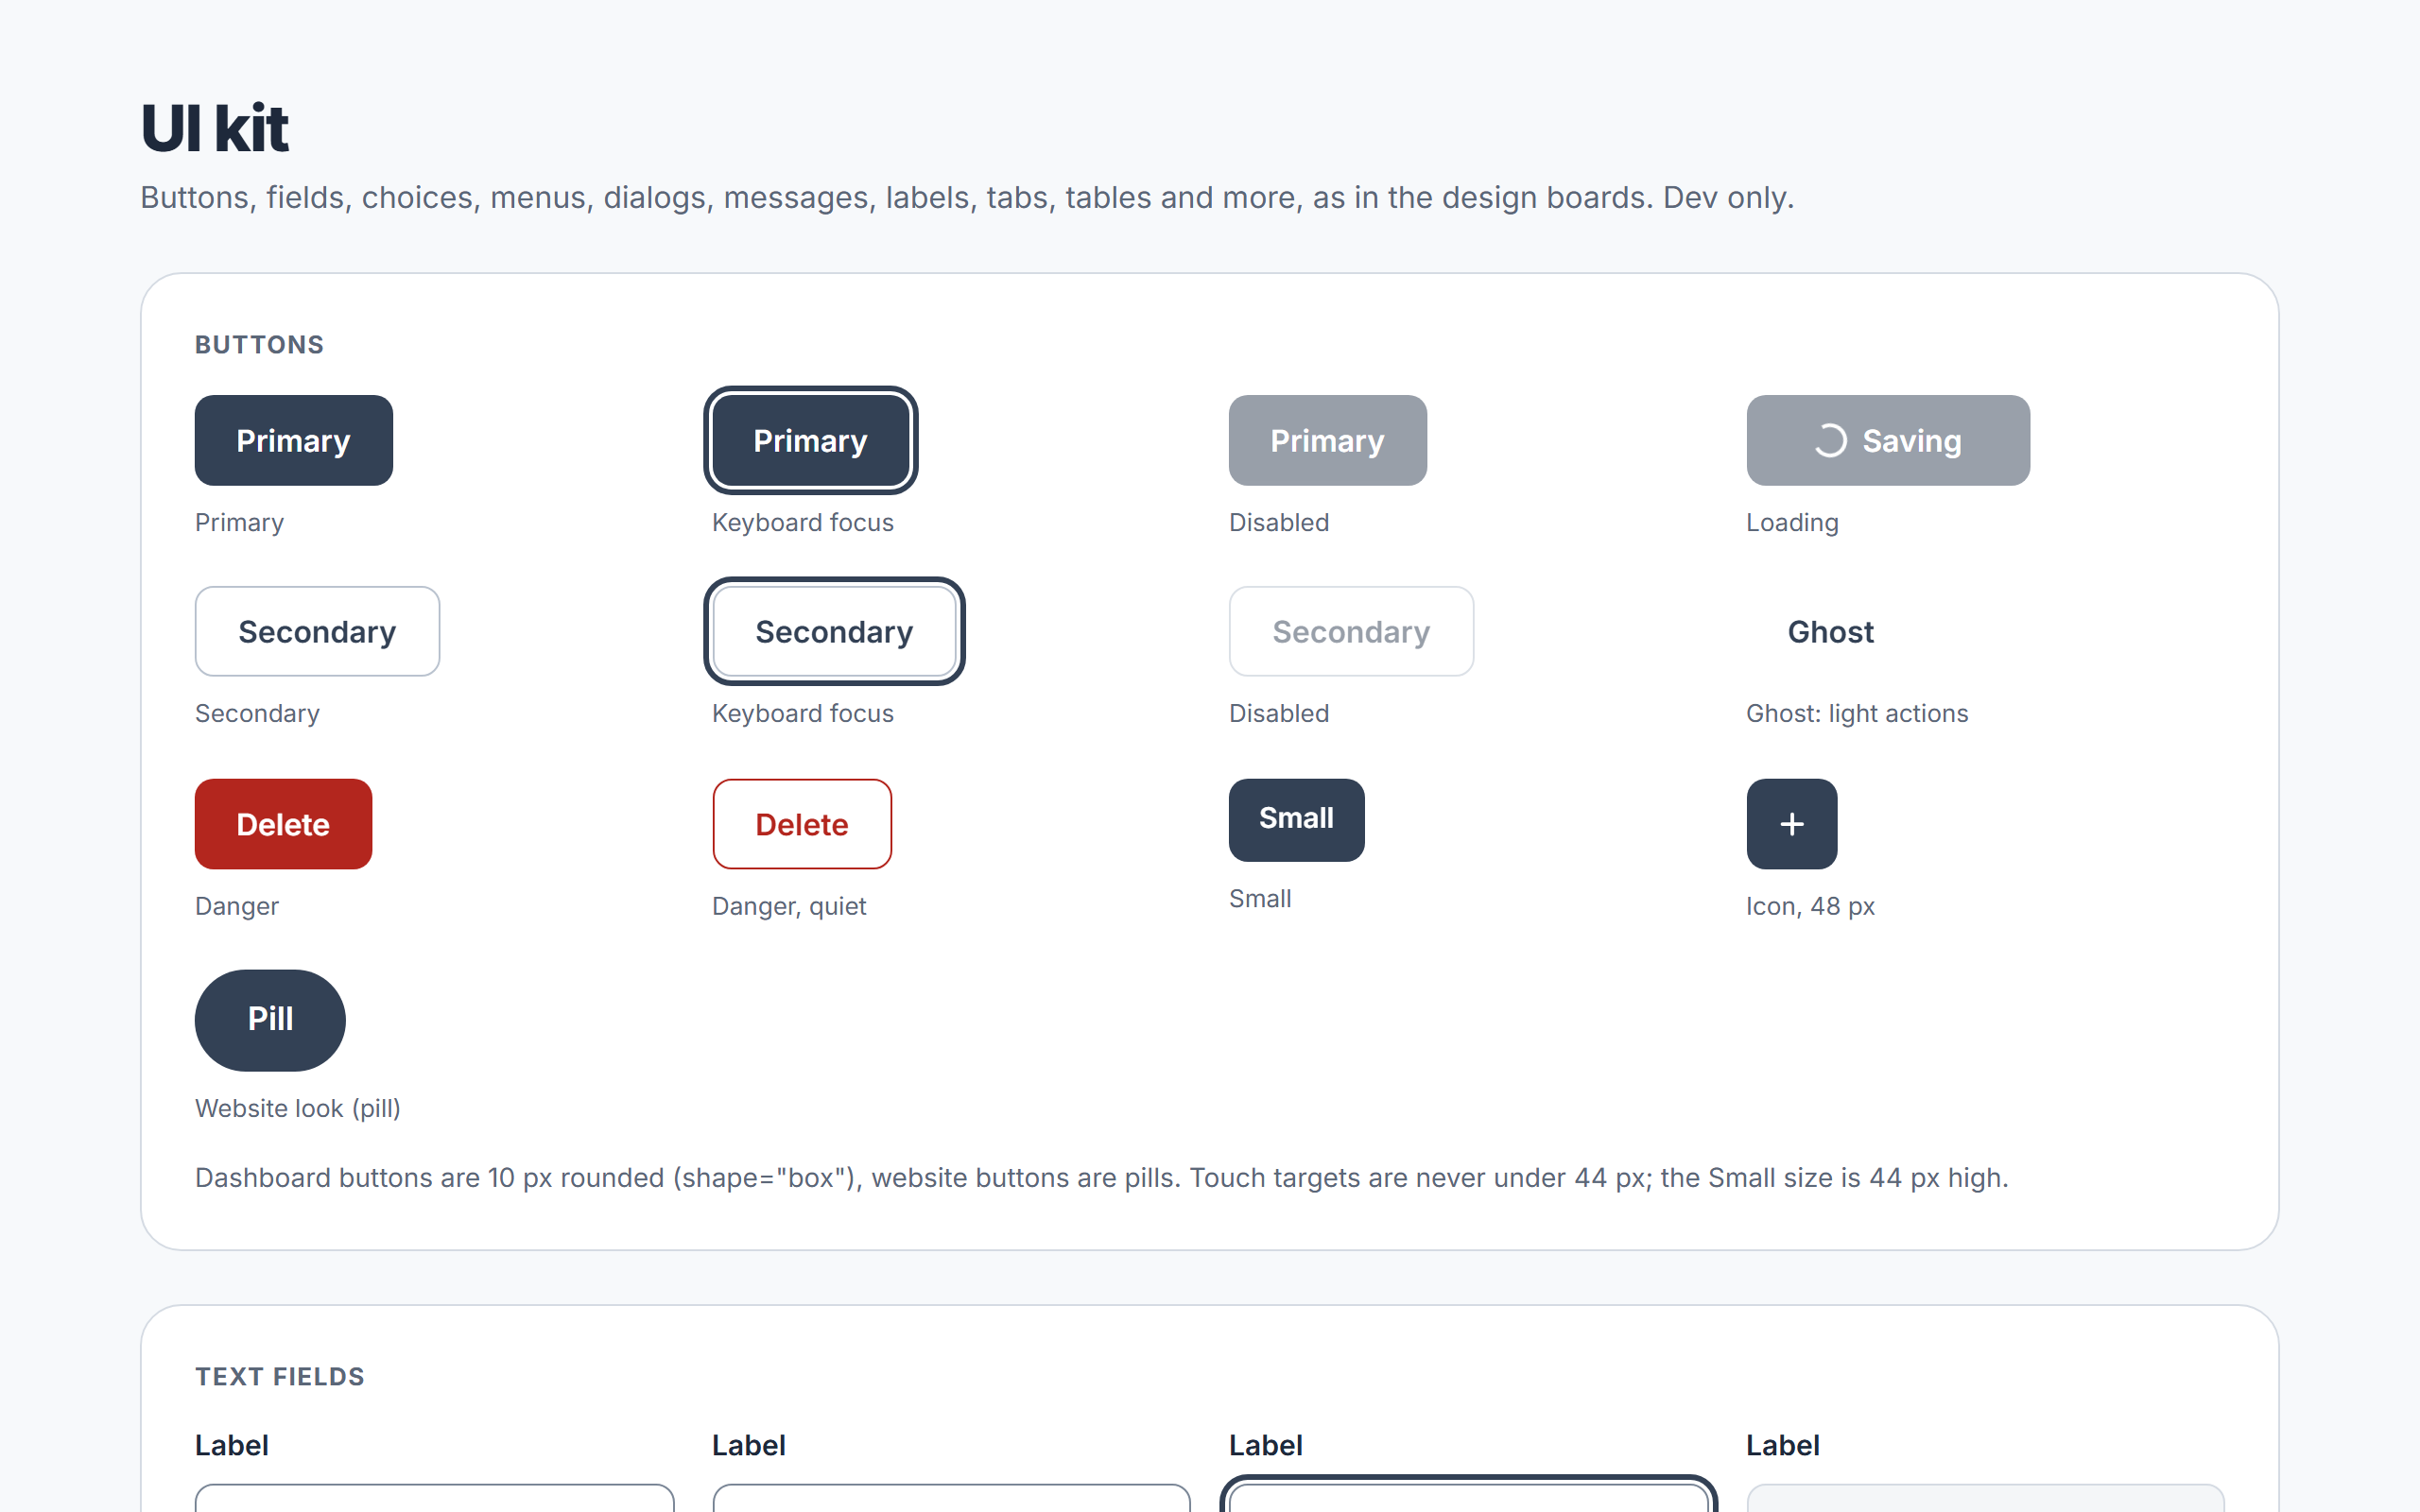 UI kit
Buttons, fields, choices, menus, dialogs, messages, labels, tabs, tables and more, as in the design boards. Dev only.
BUTTONS
Primary
Primary
Primary
Saving
Primary
Keyboard focus
Disabled
Loading
Secondary
Secondary
Secondary
Ghost
Secondary
Keyboard focus
Disabled
Ghost: light actions
Delete
Delete
Small
+
Danger
Danger, quiet
Small
Icon, 48 px
Pill
Website look (pill)
Dashboard buttons are 10 px rounded (shape="box"), website buttons are pills. Touch targets are never under 44 px; the Small size is 44 px high.
TEXT FIELDS
Label
Label
Label
Label